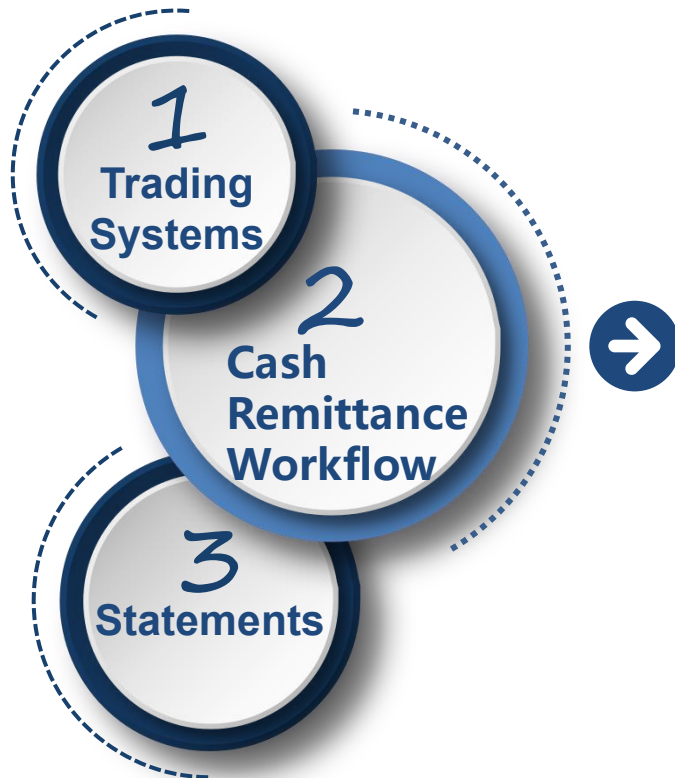 1
Trading
Systems
2
Cash
Remittance
Workflow
3
Statements